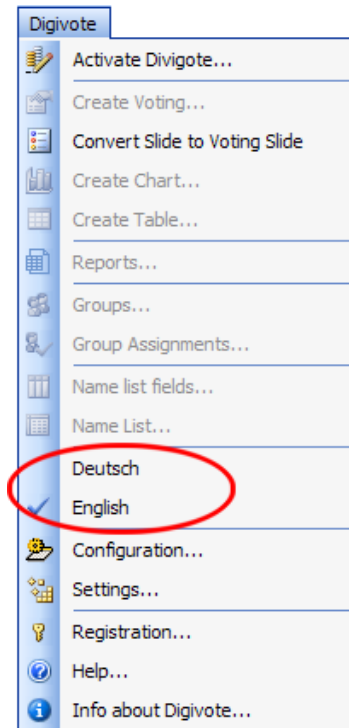 Digivote
Activate Divigote...
Create Voting...
Convert Slide to Voting Slide
Create Chart...
Create Table...
Reports...
Groups...
Group Assignments...
Name list fields...
Name List...
Deutsch
English
Configuration...
Settings...
Registration...
Help...
Info about Digivote...